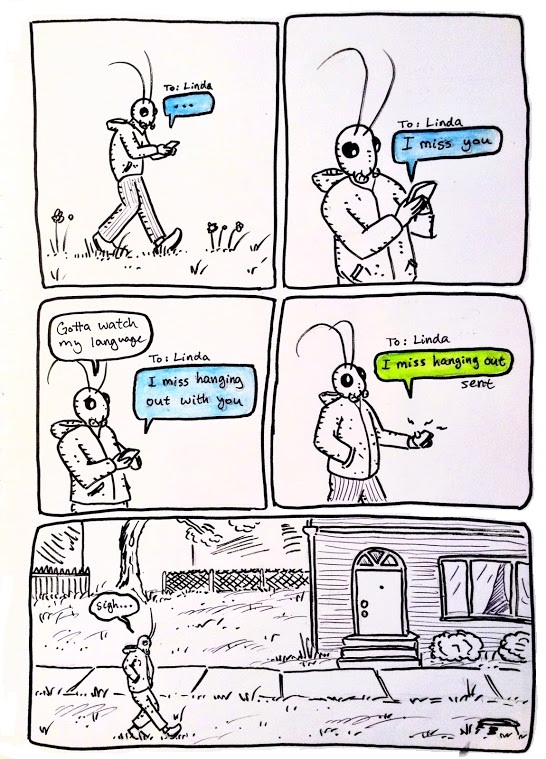 To: Linda
...
To: Linda
I miss you
Gotta watch
my language
To: Linda
I miss hanging
out with you
To: Linda
I miss hanging out
sent
sigh...